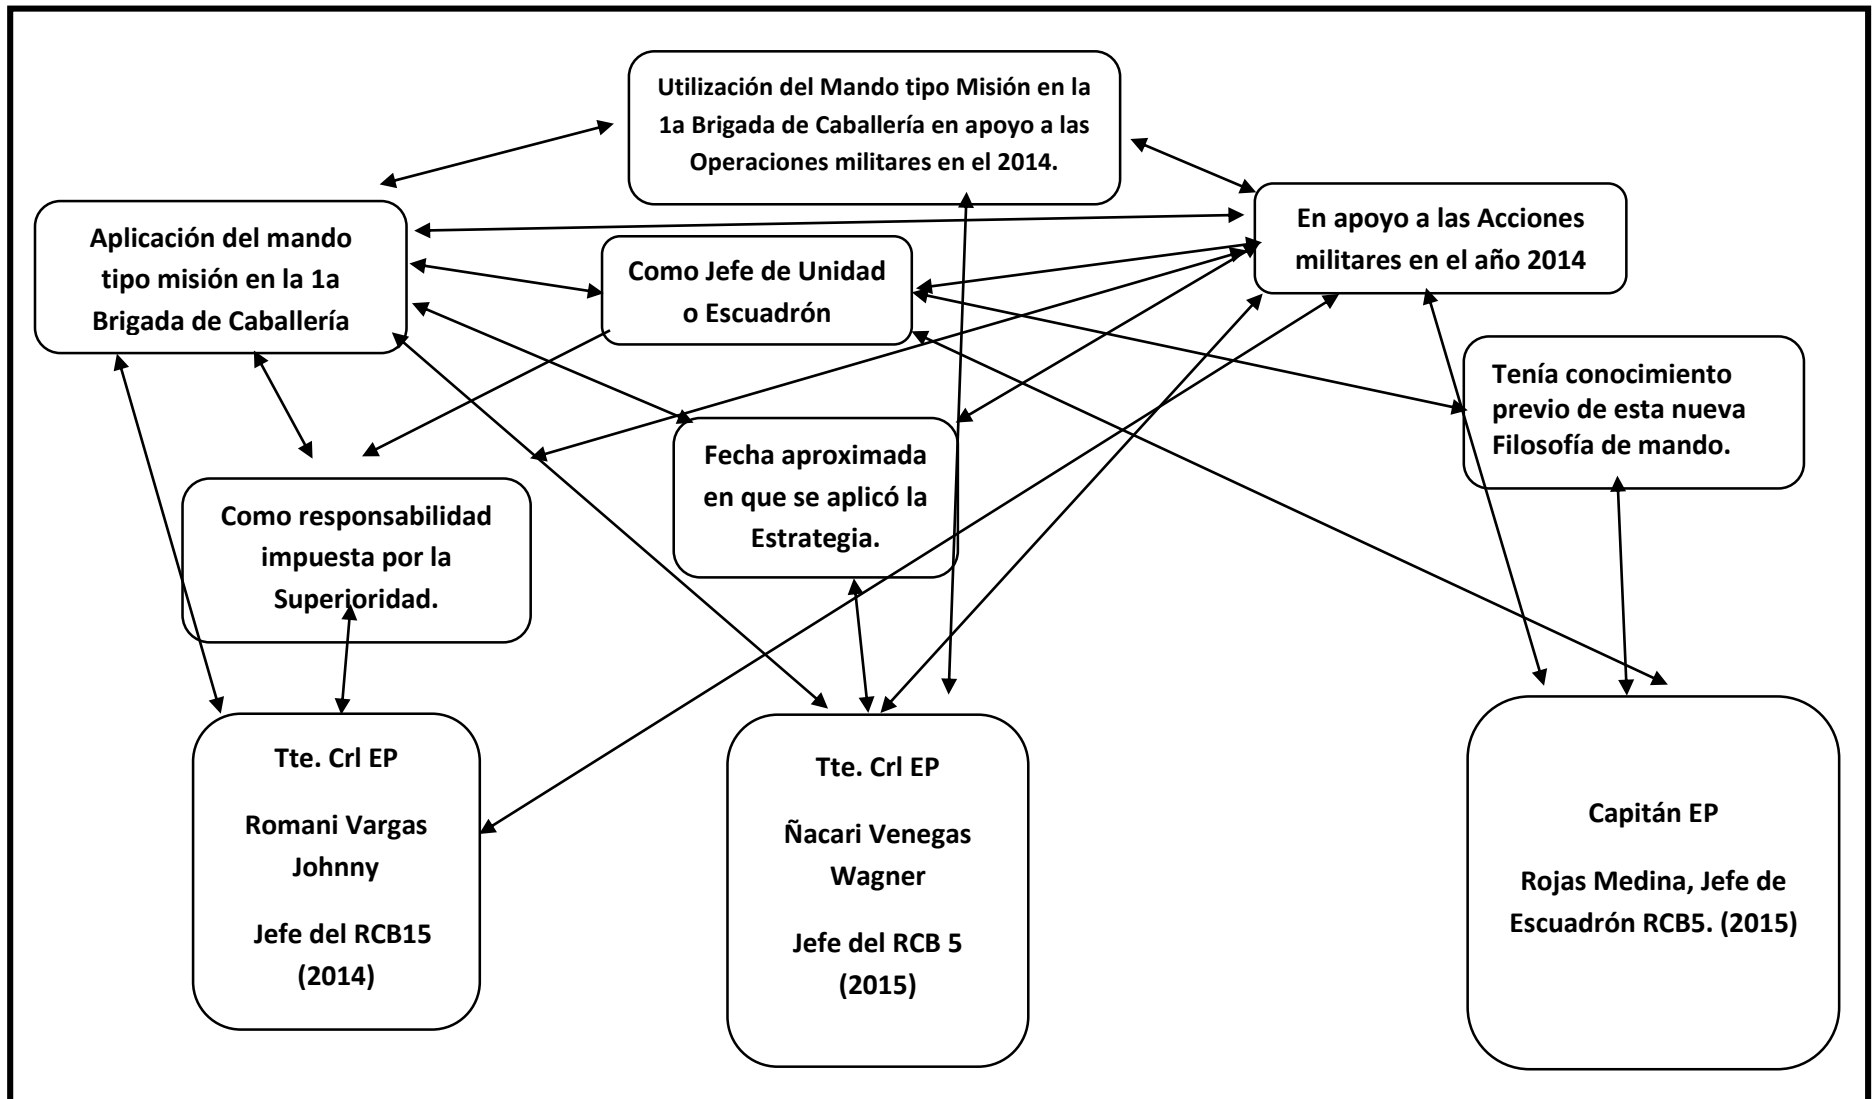 Utilización del Mando tipo Misión en la
1a Brigada de Caballería en apoyo a las
Operaciones militares en el 2014.
Aplicación del mando
tipo misión en la 1a
Brigada de Caballería
Como Jefe de Unidad
o Escuadrón
En apoyo a las Acciones
militares en el año 2014
Tenía conocimiento
previo de esta nueva
Filosofía de mando.
Como responsabilidad
impuesta por la
Superioridad.
Fecha aproximada
en que se aplicó la
Estrategia.
Tte. Crl EP
Romani Vargas
Johnny
Jefe del RCB15
(2014)
Tte. Crl EP
Ñacari Venegas
Wagner
Jefe del RCB 5
(2015)
Capitán EP
Rojas Medina, Jefe de
Escuadrón RCB5. (2015)